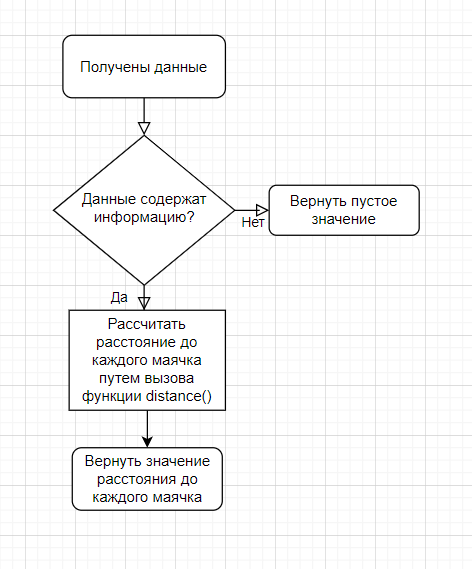 Получены данные
Данные содержат
информацию?
Нет
Вернуть пустое
значение
Да
Рассчитать
расстояние до
каждого маячка
путем вызова
функции distance()
Вернуть значение
расстояния до
каждого маячка